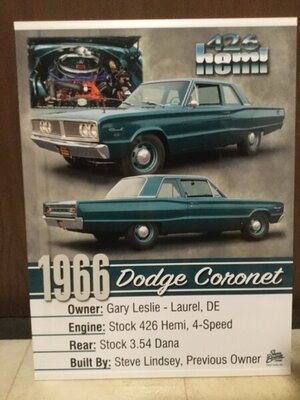 426
hemi
1966 Dodge Coronet
Owner: Gary Leslie - Laurel, DE
Engine: Stock 426 Hemi, 4-Speed
Rear: Stock 3.54 Dana
Built By: Steve Lindsey, Previous Owner